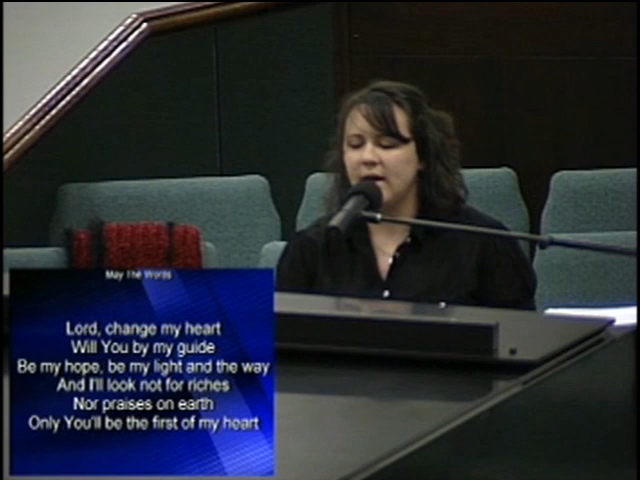 May The Words
Lord, change my heart
Will You by my guide
Be my hope, be my light and the way
And I'll look not for riches
Nor praises on earth
Only You'll be the first of my heart